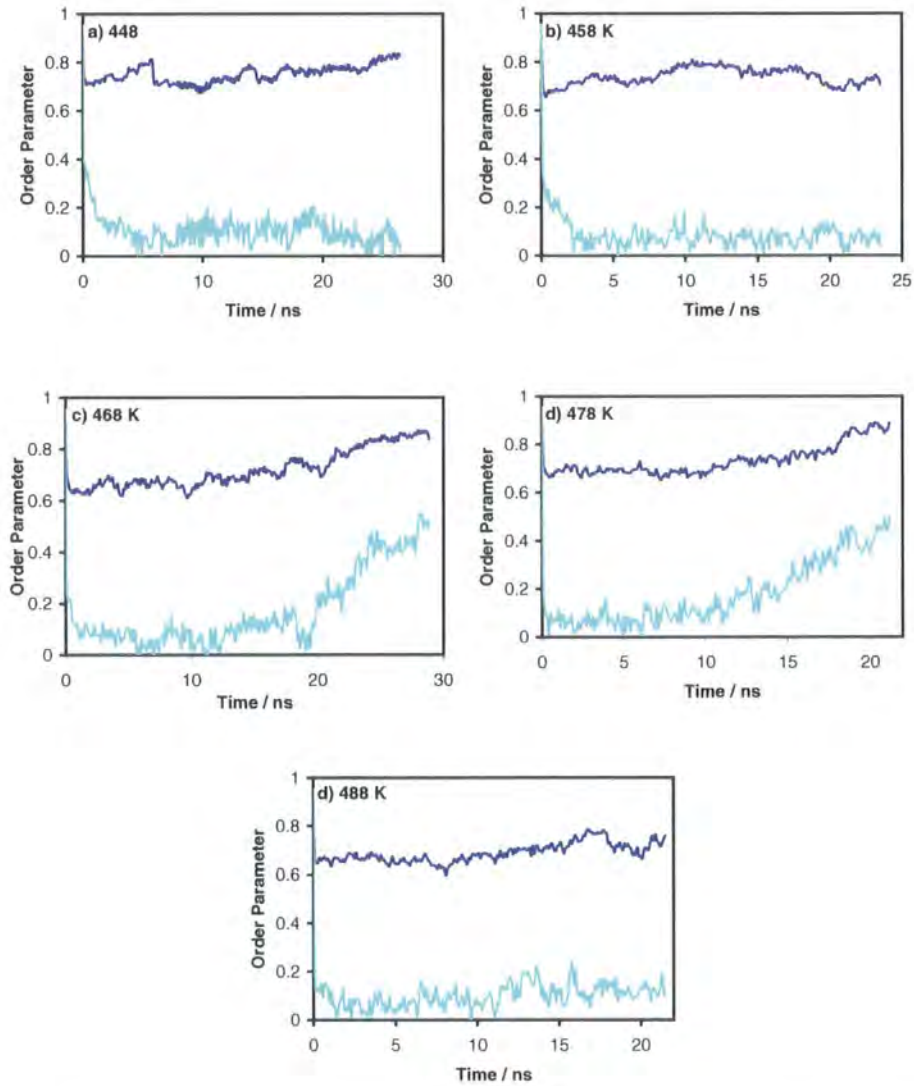 a) 448
Order Parameter
1
0.8
0.6
0.4
0.2
0
0 10 20 30
Time / ns
b) 458 K
Order Parameter
1
0.8
0.6
0.4
0.2
0
0 5 10 15 20 25
Time / ns
c) 468 K
Order Parameter
1
0.8
0.6
0.4
0.2
0
0 10 20 30
Time / ns
d) 478 K
Order Parameter
1
0.8
0.6
0.4
0.2
0
0 5 10 15 20
Time / ns
d) 488 K
Order Parameter
1
0.8
0.6
0.4
0.2
0
0 5 10 15 20
Time / ns